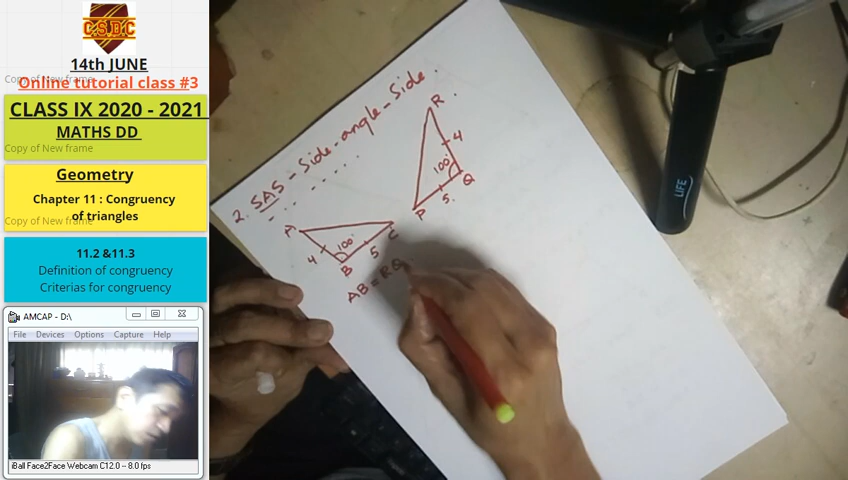 CSDC
14th JUNE
Copy of New frame
Online tutorial class #3
CLASS IX 2020 - 2021
MATHS DD
Copy of New frame
Geometry
Chapter 11 : Congruency
of triangles
Copy of New frame
11.2 &11.3
Definition of congruency
Criterias for congruency
AMCAP - D:\
File Devices Options Capture Help
iBall Face2Face Webcam C12.0 -- 8.0 fps
2. SAS - Side - angle - Side.
R
4
100°
Q
P
5.
A
C
100°
4
5
B
AB = RQ
LIFE